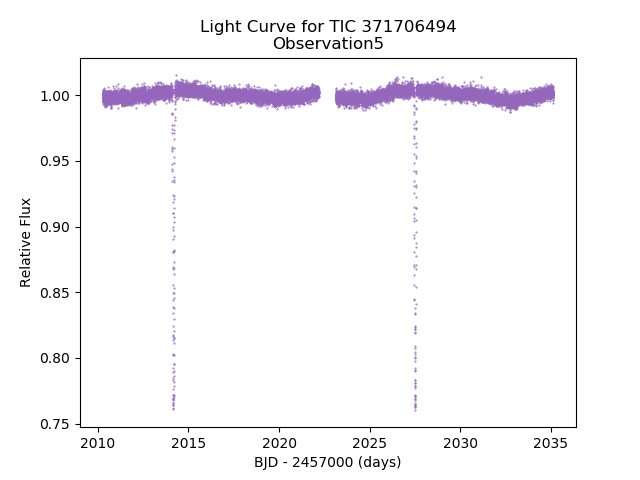 Light Curve for TIC 371706494
Observation5
1.00
0.95
0.90
0.85
0.80
0.75
Relative Flux
2010 2015 2020 2025 2030 2035
BJD - 2457000 (days)